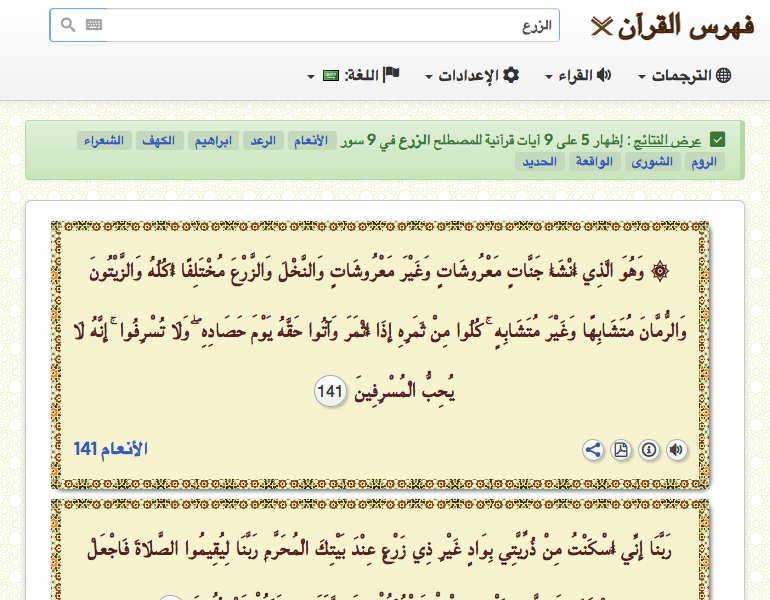 فهرس القرآن
الزرع
الترجمات
القراء
الإعدادات
اللغة:
عرض النتائج : إظهار 5 على 9 آيات قرآنية للمصطلح الزرع في 9 سور الأنعام الرعد ابراهيم الكهف الشعراء
الروم الشورى الواقعة الحديد
۞ وَهُوَ الَّذِي أَنْشَأَ جَنَّاتٍ مَعْرُوشَاتٍ وَغَيْرَ مَعْرُوشَاتٍ وَالنَّخْلَ وَالزَّرْعَ مُخْتَلِفًا أُكُلُهُ وَالزَّيْتُونَ
وَالرُّمَّانَ مُتَشَابِهًا وَغَيْرَ مُتَشَابِهٍ ۚ كُلُوا مِنْ ثَمَرِهِ إِذَا أَثْمَرَ وَآتُوا حَقَّهُ يَوْمَ حَصَادِهِ ۖ وَلَا تُسْرِفُوا ۚ إِنَّهُ لَا
يُحِبُّ الْمُسْرِفِينَ 141
الأنعام 141
رَبَّنَا إِنِّي أَسْكَنْتُ مِنْ ذُرِّيَّتِي بِوَادٍ غَيْرِ ذِي زَرْعٍ عِنْدَ بَيْتِكَ الْمُحَرَّمِ رَبَّنَا لِيُقِيمُوا الصَّلَاةَ فَاجْعَلْ